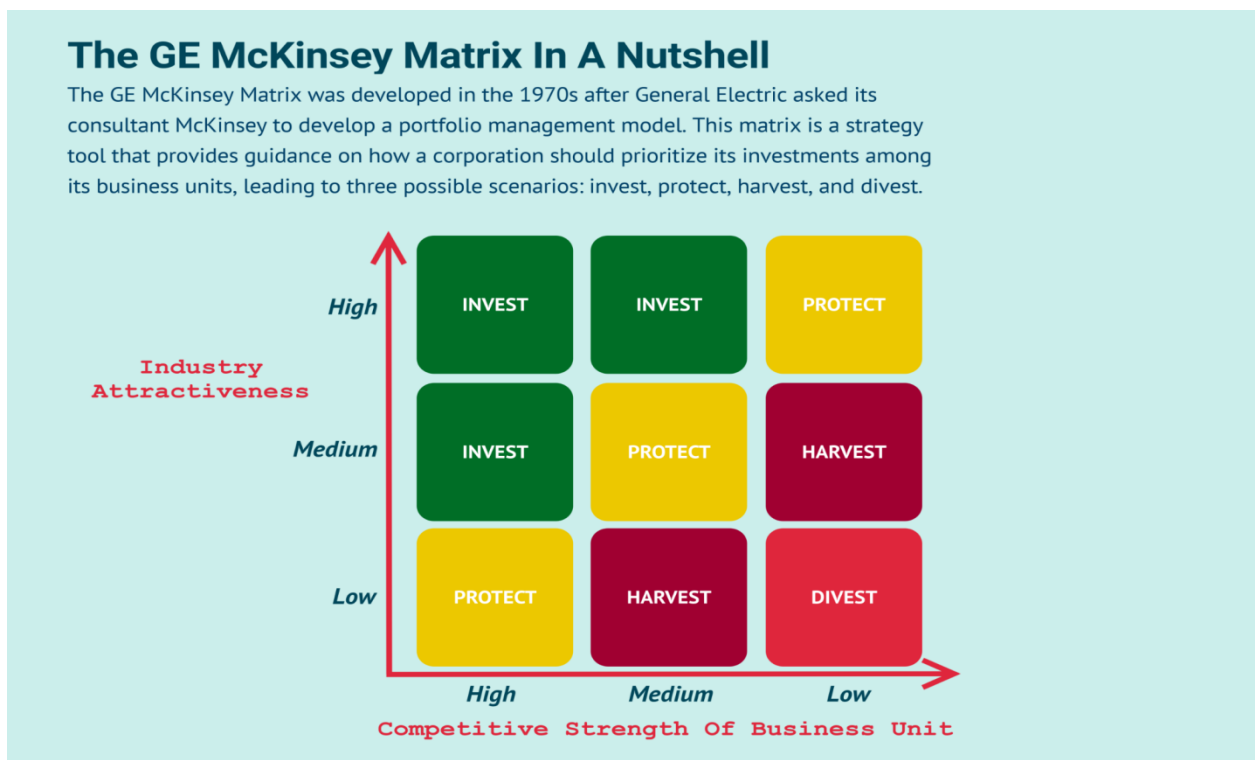 The GE McKinsey Matrix In A Nutshell
The GE McKinsey Matrix was developed in the 1970s after General Electric asked its
consultant McKinsey to develop a portfolio management model. This matrix is a strategy
tool that provides guidance on how a corporation should prioritize its investments among
its business units, leading to three possible scenarios: invest, protect, harvest, and divest.
High
INVEST
INVEST
PROTECT
Industry
Attractiveness
Medium
INVEST
PROTECT
HARVEST
Low
PROTECT
HARVEST
DIVEST
High
Medium
Low
Competitive Strength Of Business Unit